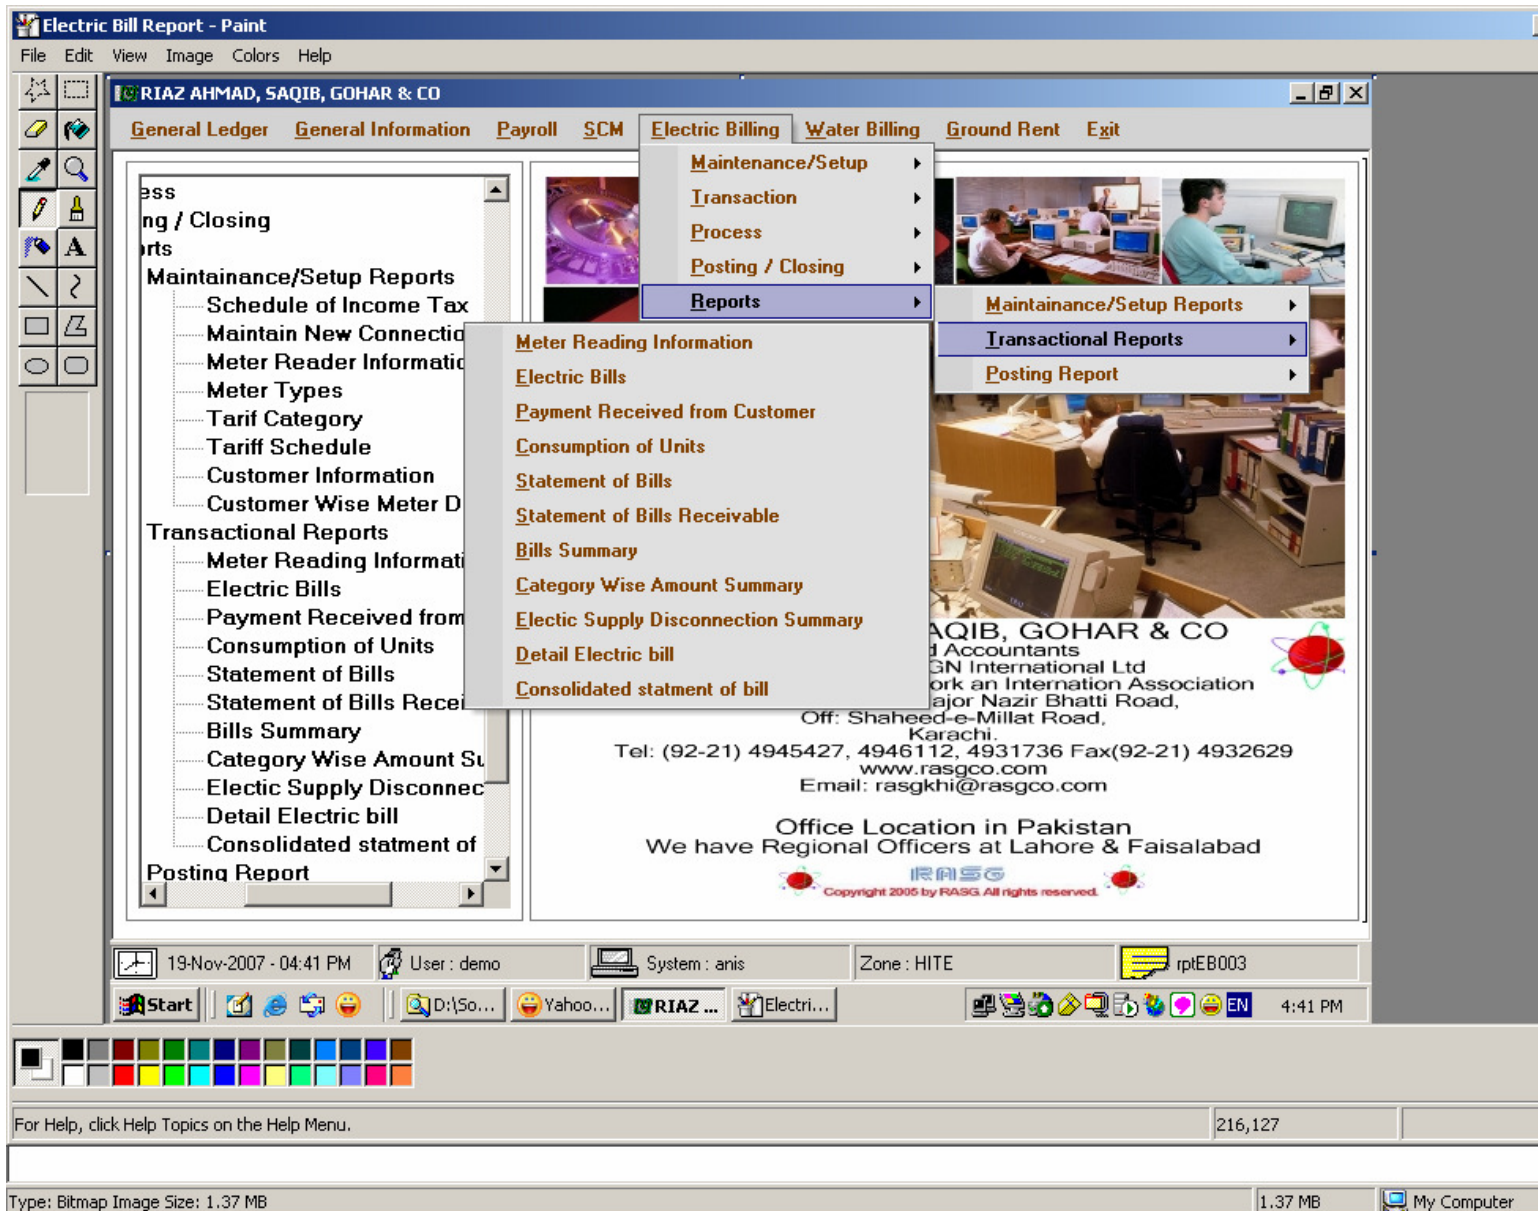 Electric Bill Report - Paint
File Edit View Image Colors Help
RIAZ AHMAD, SAQIB, GOHAR & CO
General Ledger General Information Payroll SCM Electric Billing Water Billing Ground Rent Exit
Maintenance/Setup
Transaction
Process
Posting / Closing
Reports
Maintainance/Setup Reports
Transactional Reports
Posting Report
Meter Reading Information
Electric Bills
Payment Received from Customer
Consumption of Units
Statement of Bills
Statement of Bills Receivable
Bills Summary
Category Wise Amount Summary
Electic Supply Disconnection Summary
Detail Electric bill
Consolidated statment of bill
ess
ng / Closing
rts
Maintainance/Setup Reports
Schedule of Income Tax
Maintain New Connectio
Meter Reader Informatic
Meter Types
Tarif Category
Tariff Schedule
Customer Information
Customer Wise Meter D
Transactional Reports
Meter Reading Informati
Electric Bills
Payment Received from
Consumption of Units
Statement of Bills
Statement of Bills Recei
Bills Summary
Category Wise Amount Su
Electic Supply Disconnec
Detail Electric bill
Consolidated statment of
Posting Report
AQIB, GOHAR & CO
d Accountants
GN International Ltd
ork an Internation Association
ajor Nazir Bhatti Road,
Off: Shaheed-e-Millat Road,
Karachi.
Tel: (92-21) 4945427, 4946112, 4931736 Fax(92-21) 4932629
www.rasgco.com
Email: rasgkhi@rasgco.com
Office Location in Pakistan
We have Regional Officers at Lahore & Faisalabad
RASG
Copyright 2005 by RASG. All rights reserved.
19-Nov-2007 - 04:41 PM User : demo System : anis Zone : HITE rptEB003
Start D:\So... Yahoo... RIAZ ... Electri... EN 4:41 PM
For Help, click Help Topics on the Help Menu. 216,127
Type: Bitmap Image Size: 1.37 MB 1.37 MB My Computer